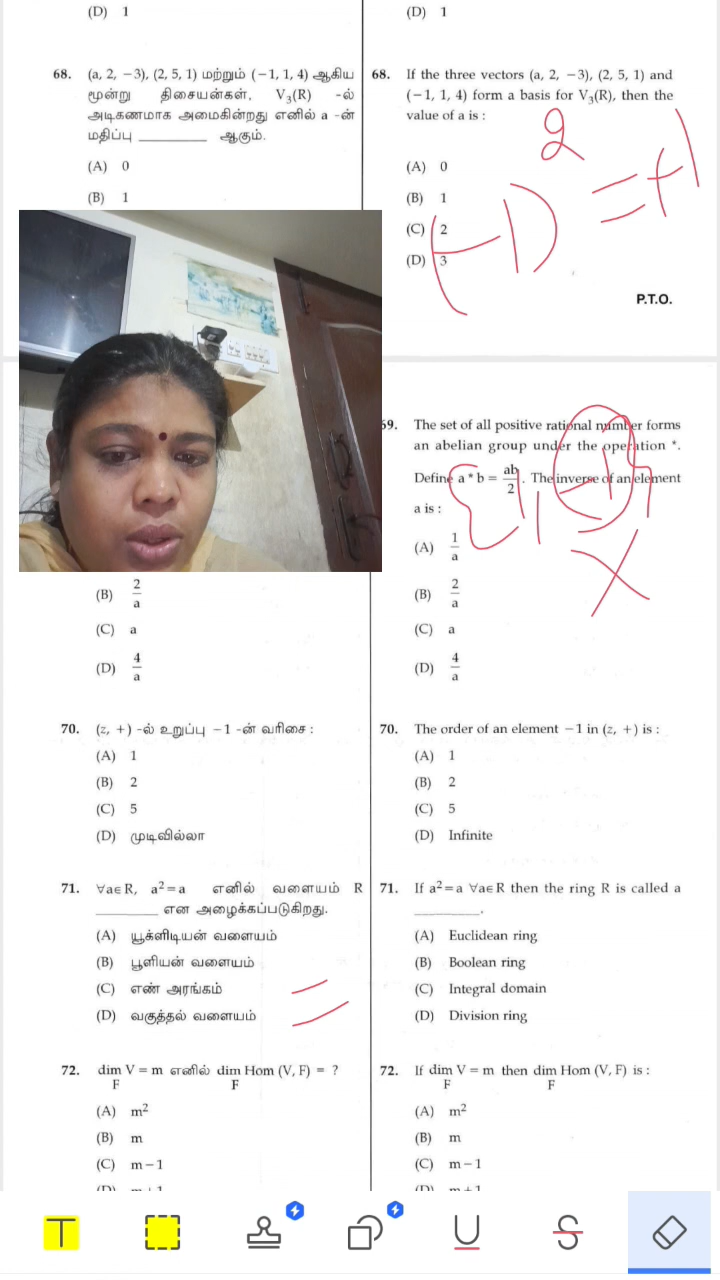 (D) 1
68. (a, 2, −3), (2, 5, 1) மற்றும் (−1, 1, 4) ஆகிய
மூன்று திசையன்கள், V₃(R) -ல்
அடிகணமாக அமைகின்றது எனில் a -ன்
மதிப்பு ________ ஆகும்.
(A) 0
(B) 1
(D) 1
68. If the three vectors (a, 2, −3), (2, 5, 1) and
(−1, 1, 4) form a basis for V₃(R), then the
value of a is :
(A) 0
(B) 1
(C) 2
(D) 3
(−1)² = +1
P.T.O.
69. The set of all positive rational number forms
an abelian group under the operation *.
Define a * b = ab/2. The inverse of an element
a is :
{1, −1}
(A) 1/a
(B) 2/a
(C) a
(D) 4/a
(B) 2/a
(C) a
(D) 4/a
70. (z, +) -ல் உறுப்பு −1 -ன் வரிசை :
(A) 1
(B) 2
(C) 5
(D) முடிவில்லா
70. The order of an element −1 in (z, +) is :
(A) 1
(B) 2
(C) 5
(D) Infinite
71. ∀a∈R, a²=a எனில் வளையம் R
________ என அழைக்கப்படுகிறது.
(A) யூக்ளிடியன் வளையம்
(B) பூளியன் வளையம்
(C) எண் அரங்கம்
(D) வகுத்தல் வளையம்
71. If a²=a ∀a∈R then the ring R is called a
________.
(A) Euclidean ring
(B) Boolean ring
(C) Integral domain
(D) Division ring
72. dim V = m எனில் dim Hom (V, F) = ?
F F
(A) m²
(B) m
(C) m−1
72. If dim V = m then dim Hom (V, F) is :
F F
(A) m²
(B) m
(C) m−1
T U S